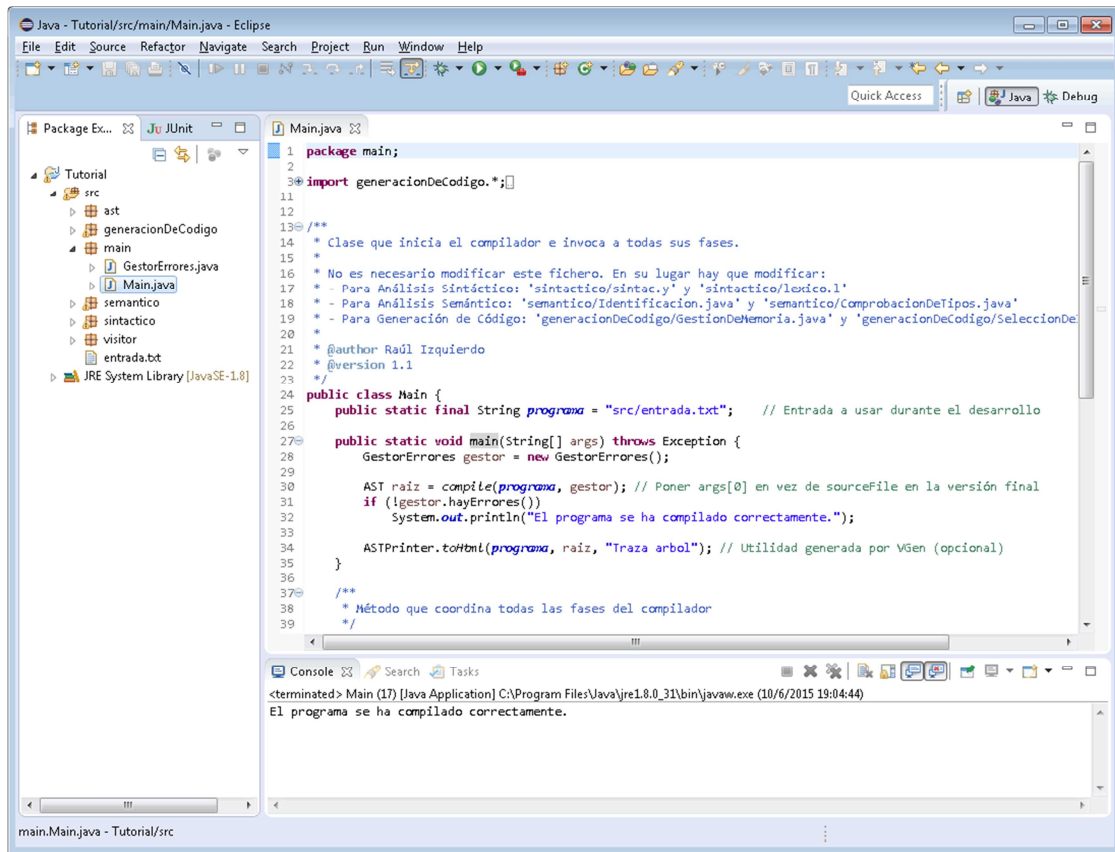 Java - Tutorial/src/main/Main.java - Eclipse
File Edit Source Refactor Navigate Search Project Run Window Help
Quick Access Java Debug
Package Ex... JUnit
Tutorial
src
ast
generacionDeCodigo
main
GestorErrores.java
Main.java
semantico
sintactico
visitor
entrada.txt
JRE System Library [JavaSE-1.8]
Main.java
1 package main;
2
3 import generacionDeCodigo.*;
11
12
13 /**
14 * Clase que inicia el compilador e invoca a todas sus fases.
15 *
16 * No es necesario modificar este fichero. En su lugar hay que modificar:
17 * - Para Análisis Sintáctico: 'sintactico/sintac.y' y 'sintactico/lexico.l'
18 * - Para Análisis Semántico: 'semantico/Identificacion.java' y 'semantico/ComprobacionDeTipos.java'
19 * - Para Generación de Código: 'generacionDeCodigo/GestionDeMemoria.java' y 'generacionDeCodigo/SeleccionDe
20 *
21 * @author Raúl Izquierdo
22 * @version 1.1
23 */
24 public class Main {
25 public static final String programa = "src/entrada.txt"; // Entrada a usar durante el desarrollo
26
27 public static void main(String[] args) throws Exception {
28 GestorErrores gestor = new GestorErrores();
29
30 AST raiz = compile(programa, gestor); // Poner args[0] en vez de sourceFile en la versión final
31 if (!gestor.hayErrores())
32 System.out.println("El programa se ha compilado correctamente.");
33
34 ASTPrinter.toHtml(programa, raiz, "Traza arbol"); // Utilidad generada por VGen (opcional)
35 }
36
37 /**
38 * Método que coordina todas las fases del compilador
39 */
Console Search Tasks
<terminated> Main (17) [Java Application] C:\Program Files\Java\jre1.8.0_31\bin\javaw.exe (10/6/2015 19:04:44)
El programa se ha compilado correctamente.
main.Main.java - Tutorial/src